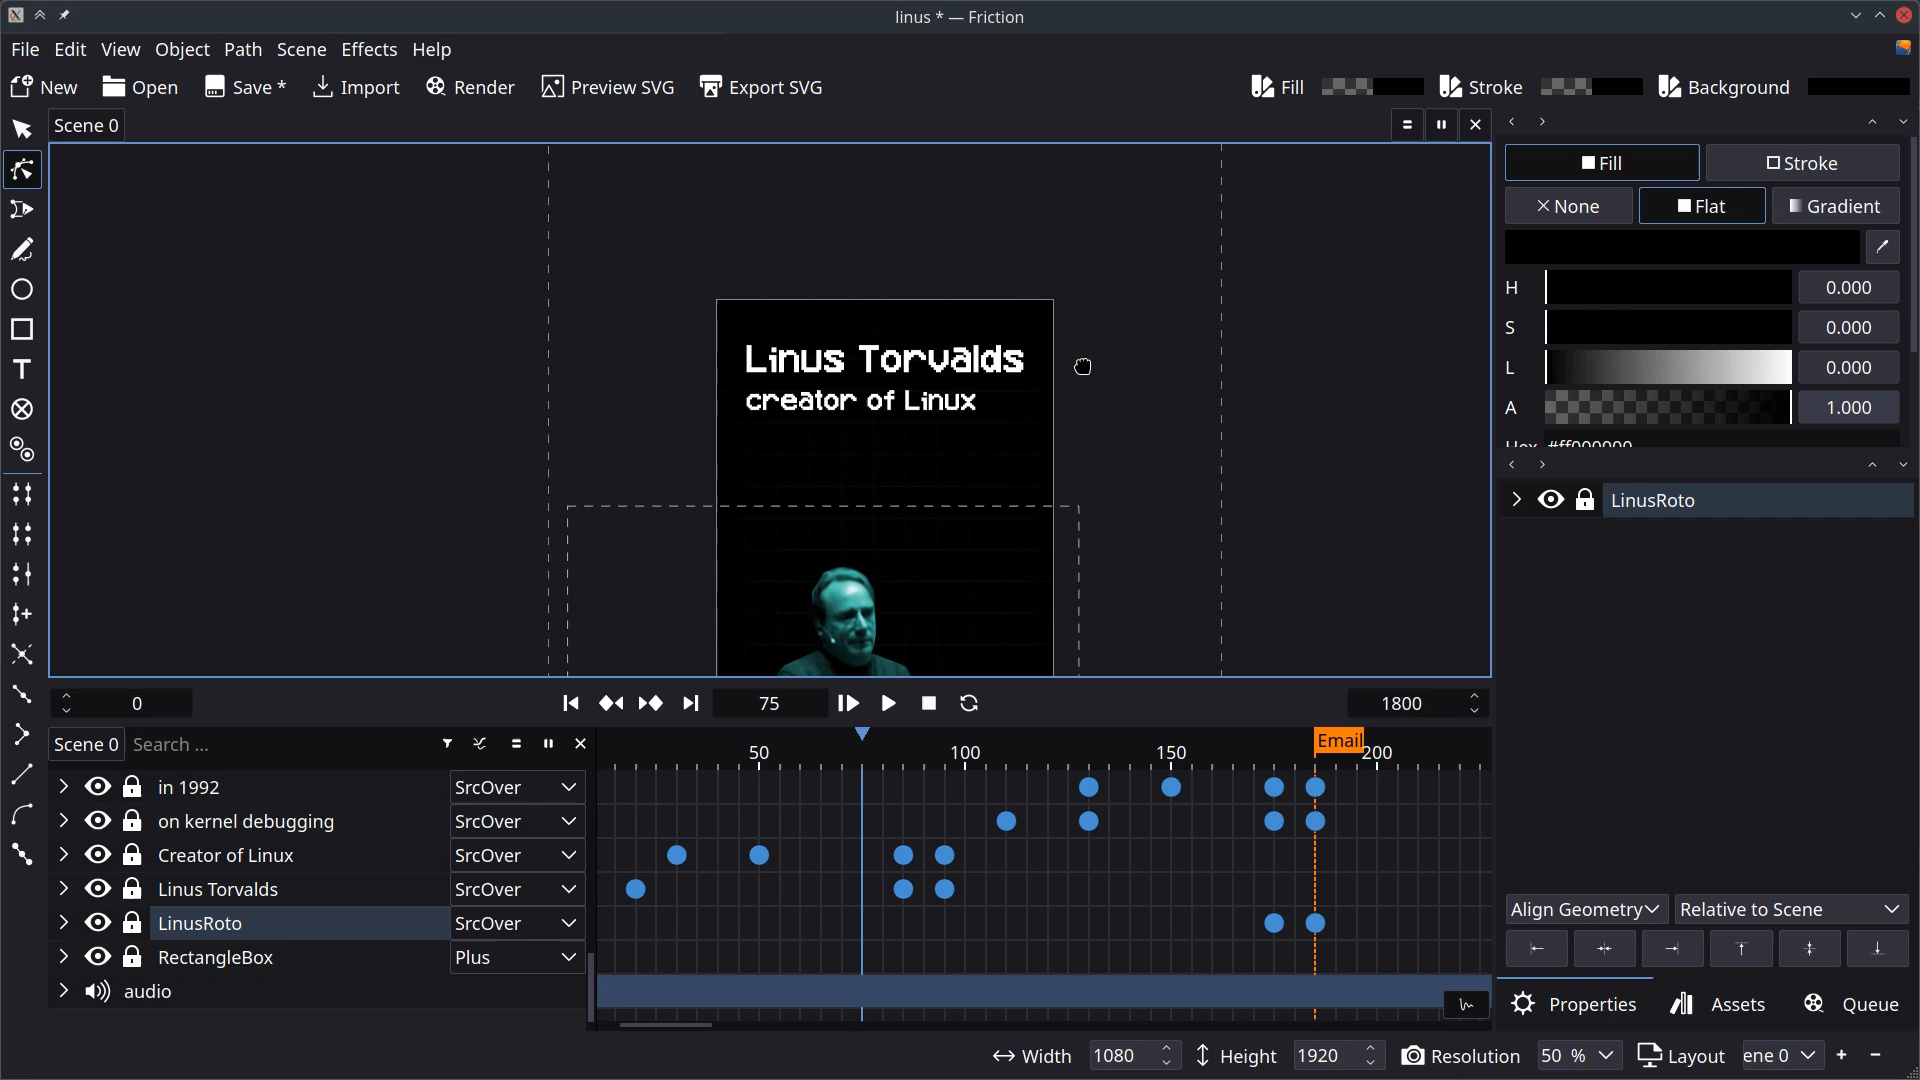 linus * — Friction
File Edit View Object Path Scene Effects Help
New Open Save * Import Render Preview SVG Export SVG Fill Stroke Background
Scene 0
Fill Stroke
None Flat Gradient
H 0.000
S 0.000
L 0.000
A 1.000
Hex #ff000000
Linus Torvalds
creator of Linux
LinusRoto
0 75 1800
Scene 0 Search ... 50 100 150 Email 200
in 1992 SrcOver
on kernel debugging SrcOver
Creator of Linux SrcOver
Linus Torvalds SrcOver
LinusRoto SrcOver
RectangleBox Plus
audio
Align Geometry Relative to Scene
Properties Assets Queue
Width 1080 Height 1920 Resolution 50 % Layout ene 0 + -